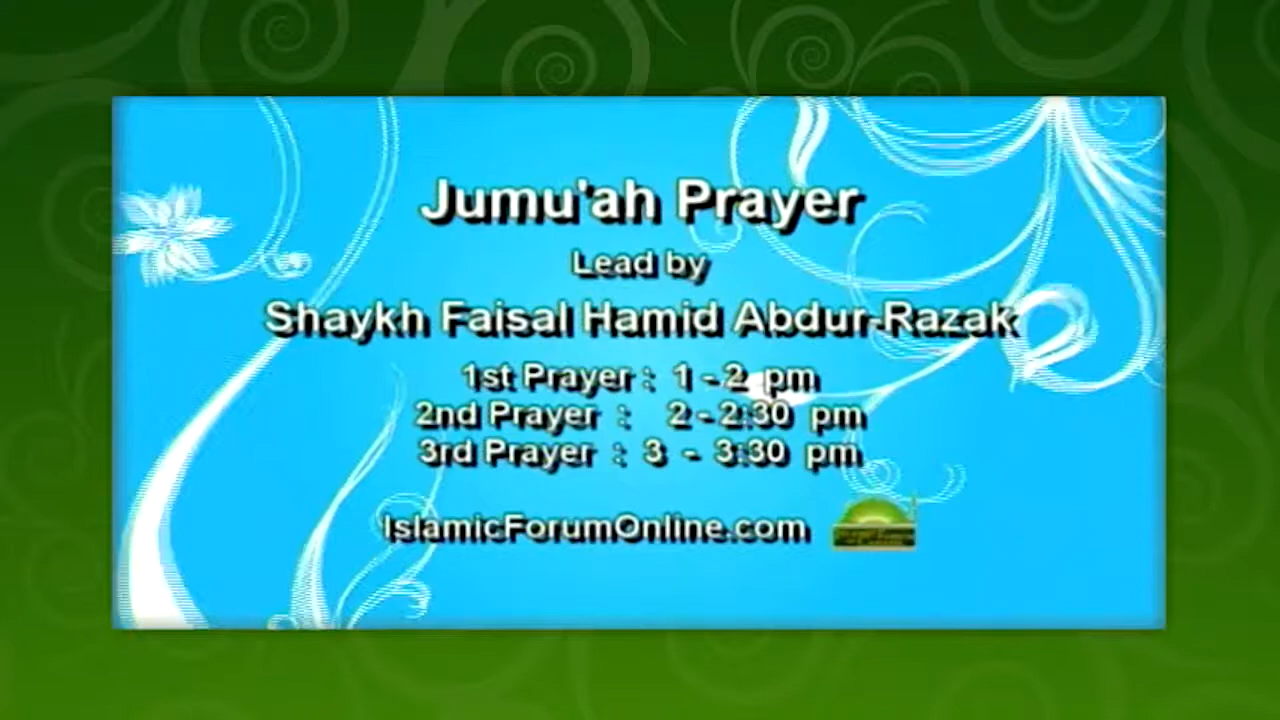 Jumu'ah Prayer
Lead by
Shaykh Faisal Hamid Abdur-Razak
1st Prayer : 1 - 2 pm
2nd Prayer : 2 - 2:30 pm
3rd Prayer : 3 - 3:30 pm
IslamicForumOnline.com